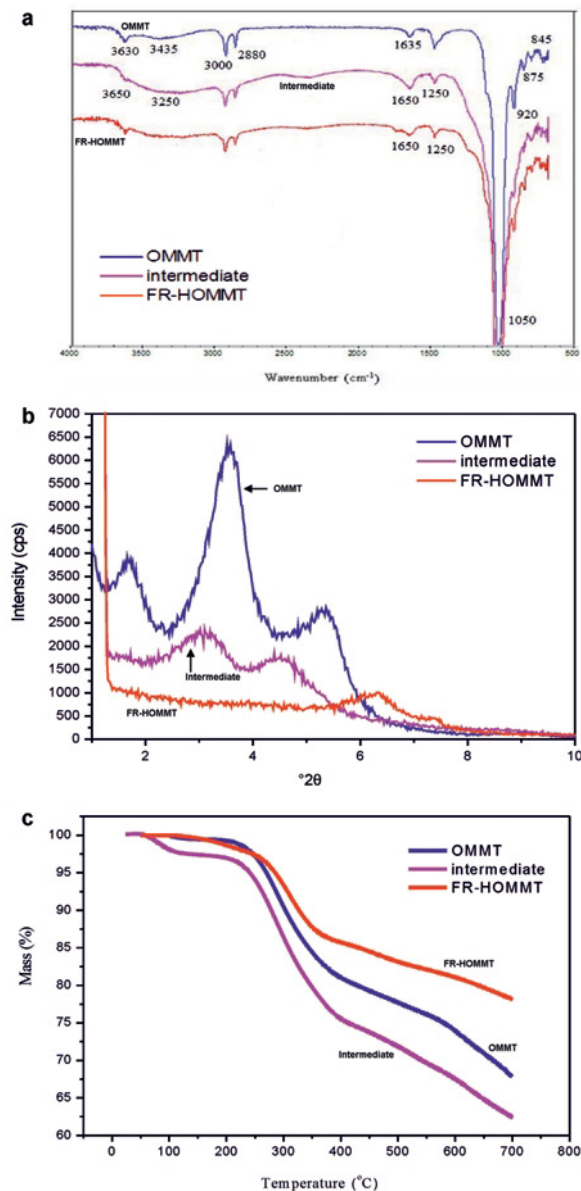 a
OMMT
3630 3435 3000 2880 1635 845
875
3650 3250 Intermediate 1650 1250 920
FR-HOMMT
1650 1250
OMMT
intermediate
FR-HOMMT
1050
4000 3500 3000 2500 2000 1500 1000 500
Wavenumber (cm-1)
b
7000
6500
6000
5500
5000
4500
4000
3500
3000
2500
2000
1500
1000
500
0
Intensity (cps)
OMMT
intermediate
FR-HOMMT
OMMT
Intermediate
FR-HOMMT
2 4 6 8 10
°2θ
c
100
95
90
85
80
75
70
65
60
Mass (%)
OMMT
intermediate
FR-HOMMT
FR-HOMMT
OMMT
Intermediate
0 100 200 300 400 500 600 700 800
Temperature (°C)